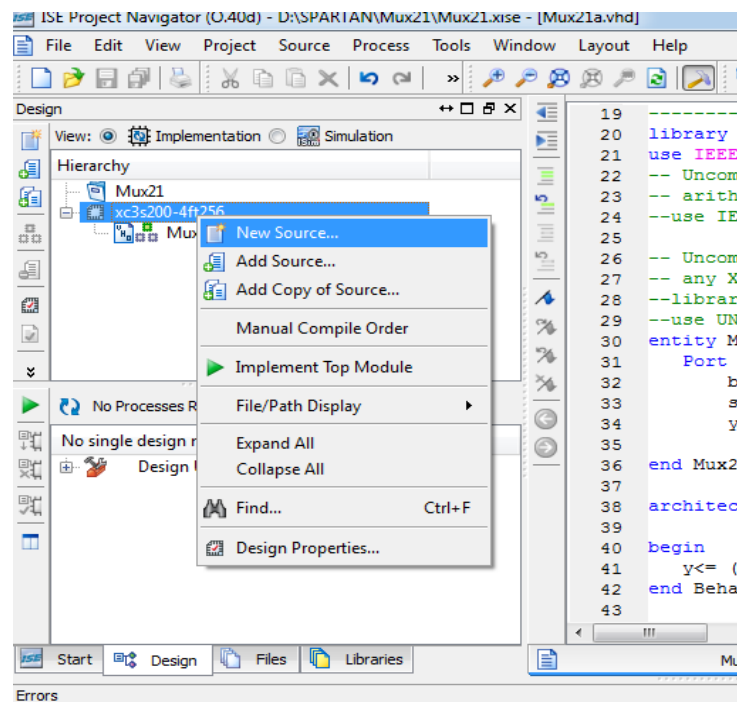 ISE Project Navigator (O.40d) - D:\SPARTAN\Mux21\Mux21.xise - [Mux21a.vhd]
File Edit View Project Source Process Tools Window Layout Help
Design
View: Implementation Simulation
Hierarchy
Mux21
xc3s200-4ft256
Mux
New Source...
Add Source...
Add Copy of Source...
Manual Compile Order
Implement Top Module
File/Path Display
Expand All
Collapse All
Find... Ctrl+F
Design Properties...
No Processes R
No single design r
Design U
19 --------
20 library
21 use IEEE
22 -- Uncom
23 -- arith
24 --use IE
25
26 -- Uncom
27 -- any X
28 --librar
29 --use UN
30 entity M
31 Port
32 b
33 s
34 y
35
36 end Mux2
37
38 architec
39
40 begin
41 y<= (
42 end Beha
43
ISE Start Design Files Libraries
Mu
Errors